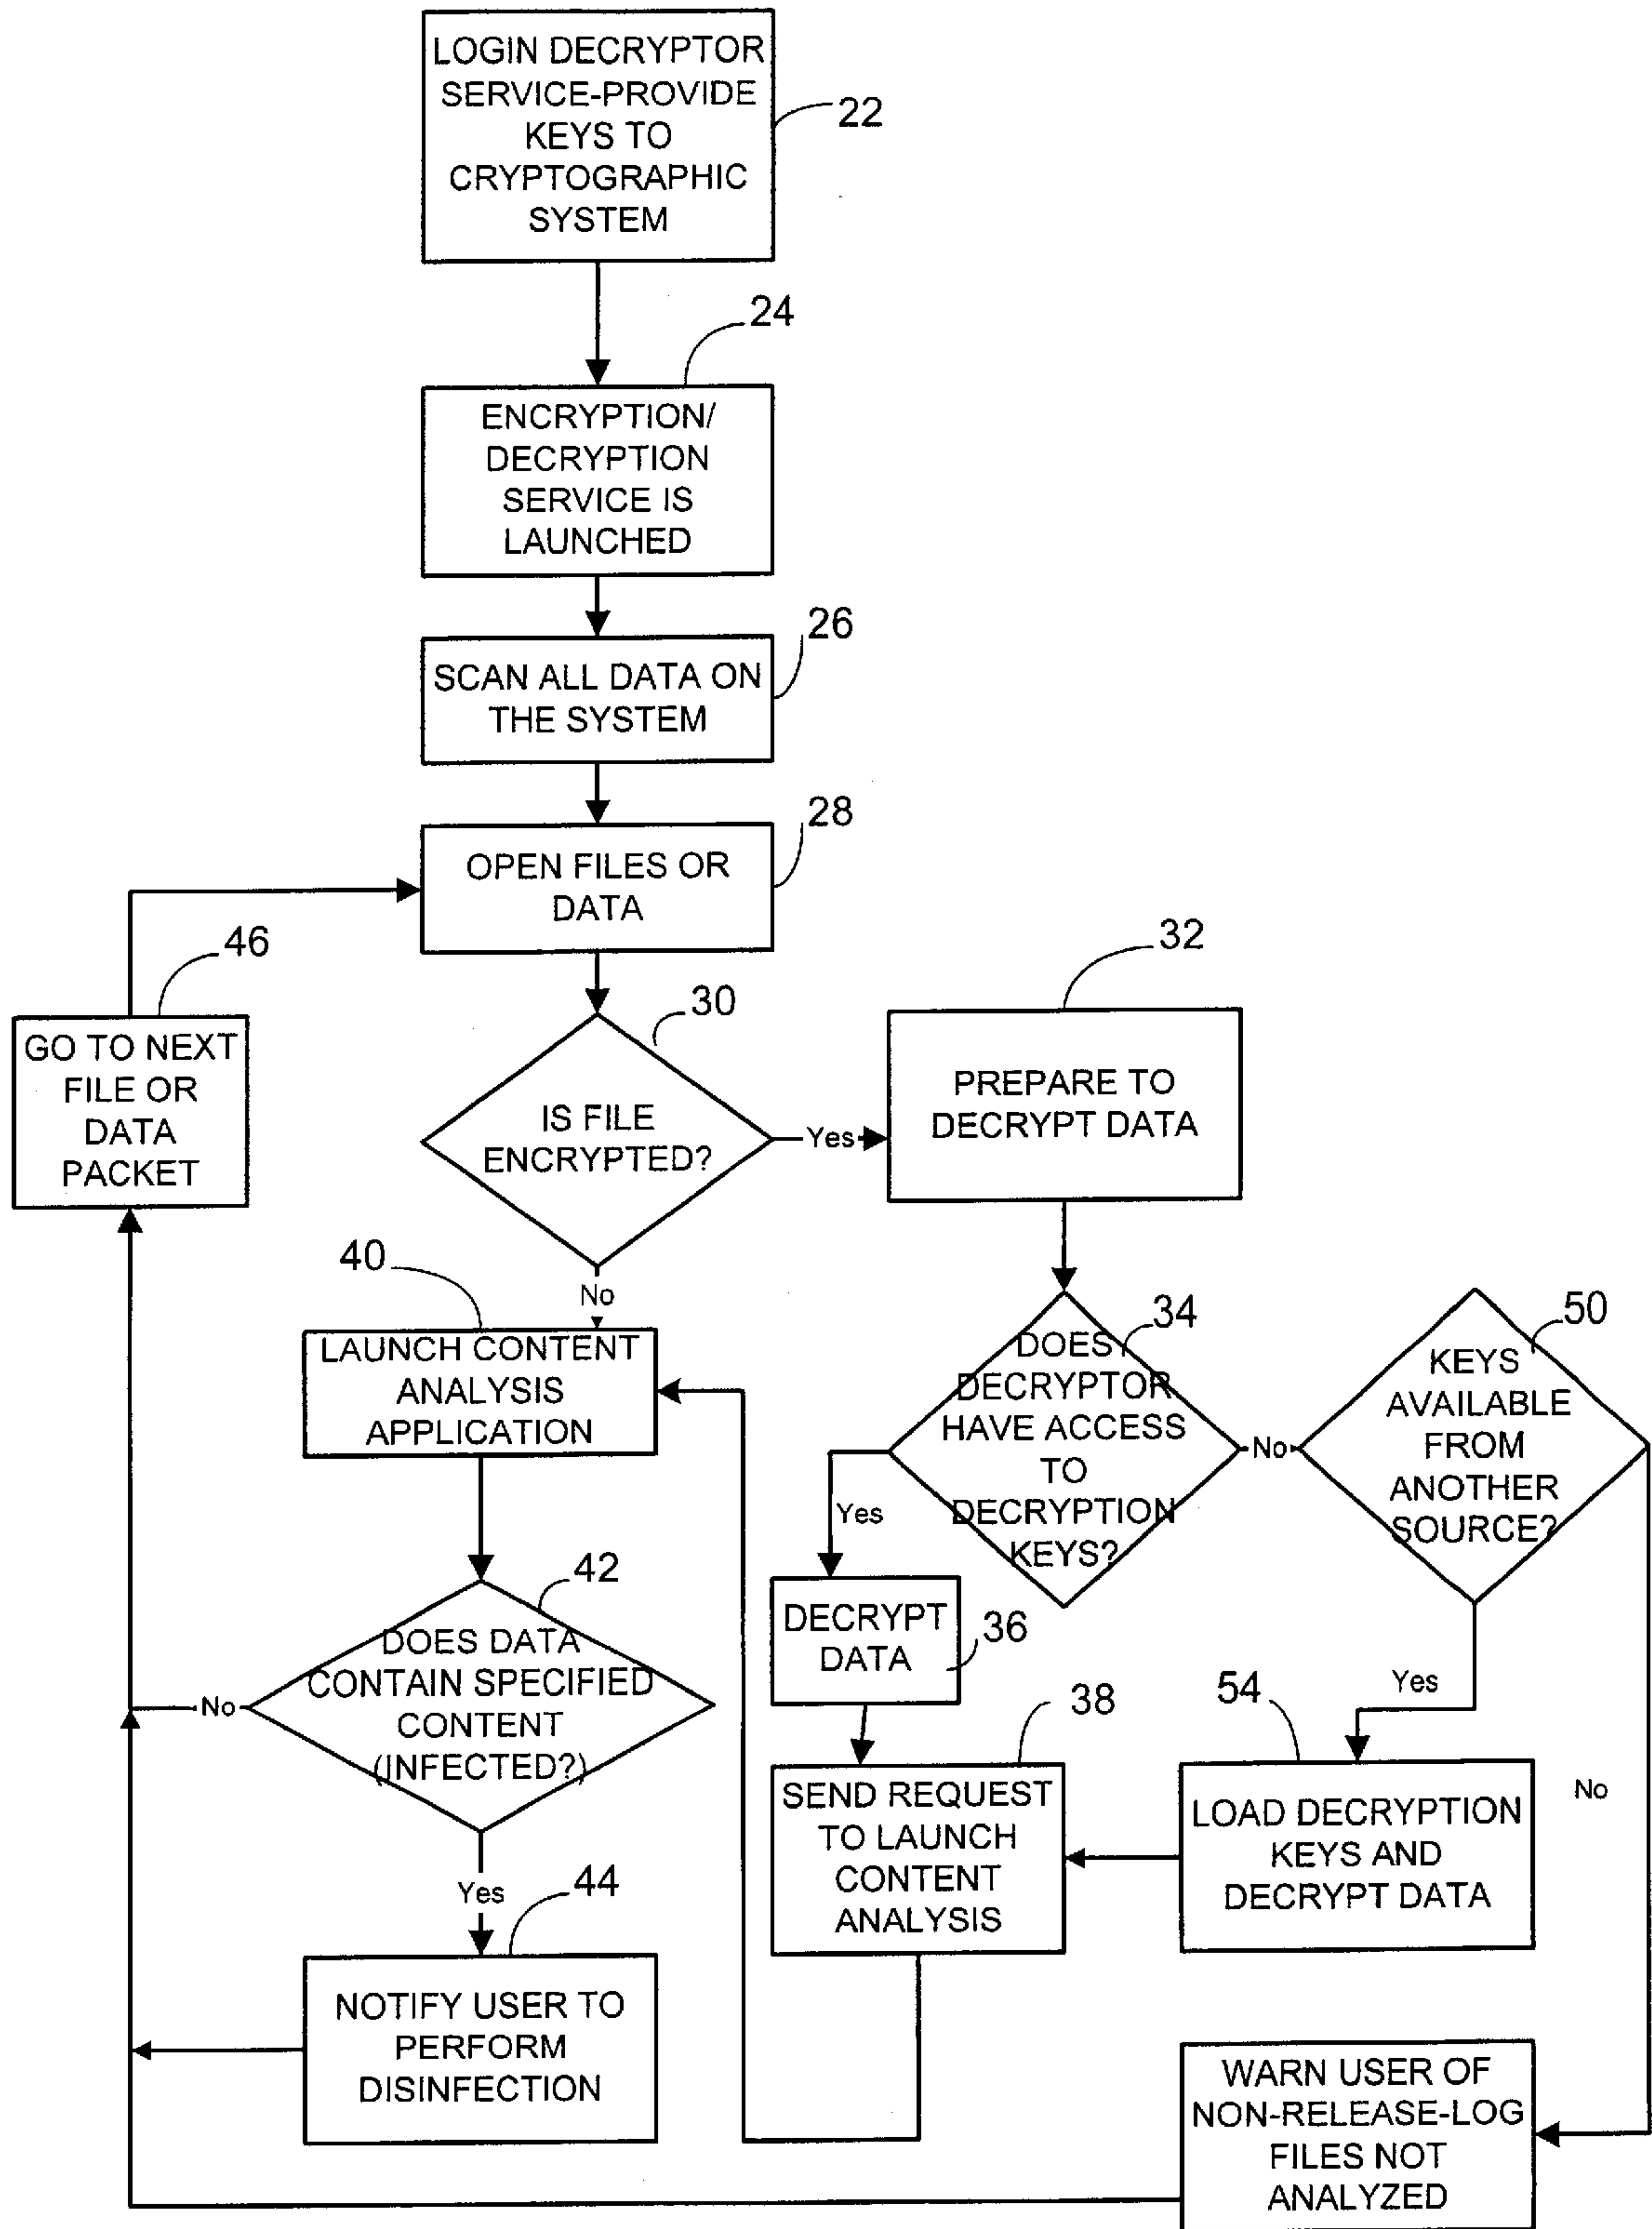 LOGIN DECRYPTOR
SERVICE-PROVIDE
KEYS TO
CRYPTOGRAPHIC
SYSTEM
22
24
ENCRYPTION/
DECRYPTION
SERVICE IS
LAUNCHED
26
SCAN ALL DATA ON
THE SYSTEM
28
OPEN FILES OR
DATA
46
GO TO NEXT
FILE OR
DATA
PACKET
30
IS FILE
ENCRYPTED?
Yes
32
PREPARE TO
DECRYPT DATA
No
40
LAUNCH CONTENT
ANALYSIS
APPLICATION
34
DOES
DECRYPTOR
HAVE ACCESS
TO
DECRYPTION
KEYS?
No
50
KEYS
AVAILABLE
FROM
ANOTHER
SOURCE?
Yes
DECRYPT
DATA
36
42
DOES DATA
CONTAIN SPECIFIED
CONTENT
(INFECTED?)
No
Yes
54
LOAD DECRYPTION
KEYS AND
DECRYPT DATA
No
38
SEND REQUEST
TO LAUNCH
CONTENT
ANALYSIS
Yes
44
NOTIFY USER TO
PERFORM
DISINFECTION
WARN USER OF
NON-RELEASE-LOG
FILES NOT
ANALYZED